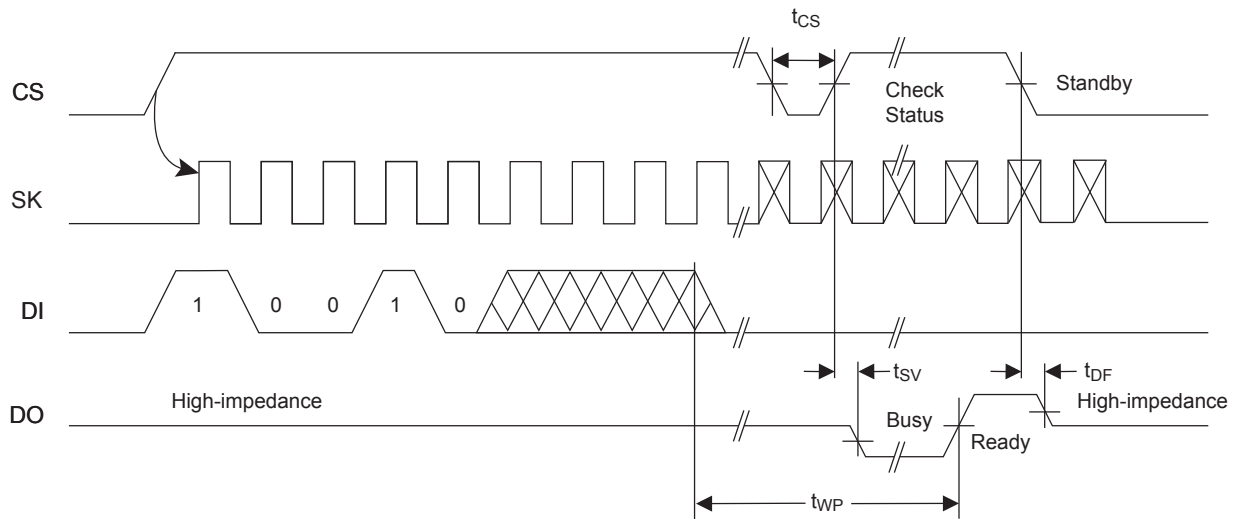 tCS
CS
Check
Status
Standby
SK
DI
1 0 0 1 0
tSV
tDF
DO
High-impedance
Busy
Ready
High-impedance
tWP